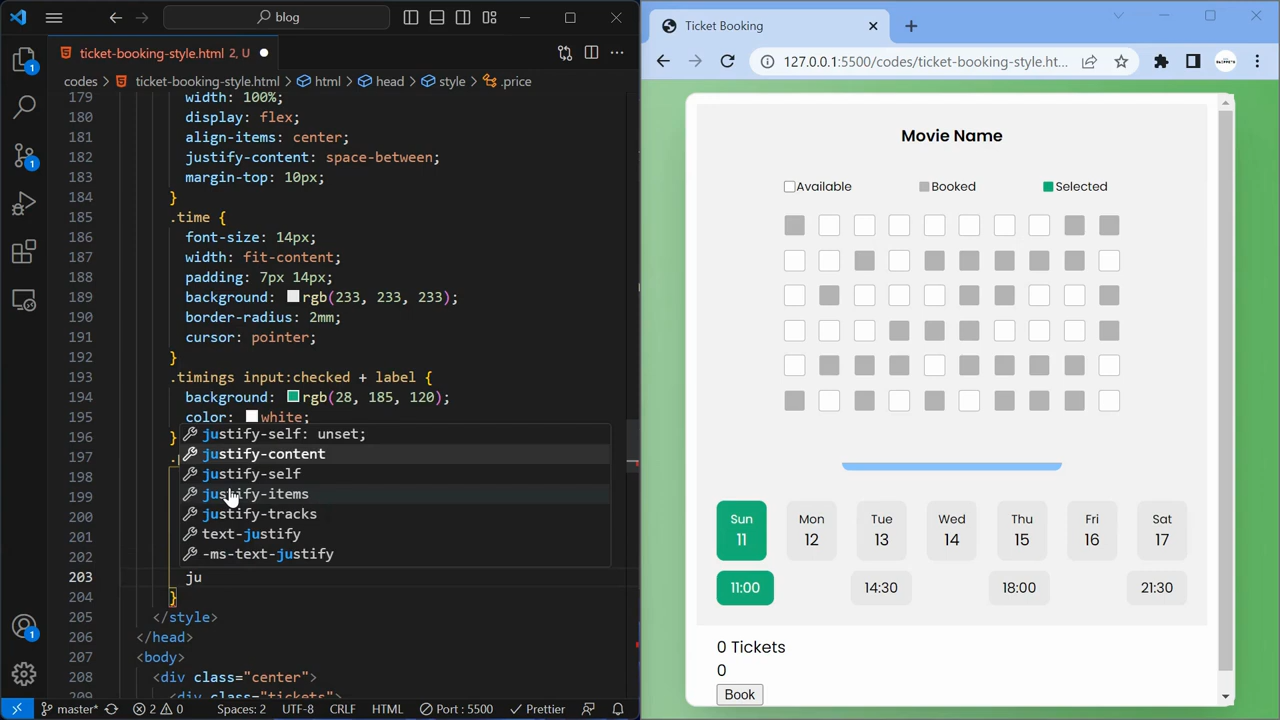 blog
ticket-booking-style.html 2, U
codes
ticket-booking-style.html
html
head
style
.price
179 width: 100%;
180 display: flex;
181 align-items: center;
182 justify-content: space-between;
183 margin-top: 10px;
184 }
185 .time {
186 font-size: 14px;
187 width: fit-content;
188 padding: 7px 14px;
189 background: rgb(233, 233, 233);
190 border-radius: 2mm;
191 cursor: pointer;
192 }
193 .timings input:checked + label {
194 background: rgb(28, 185, 120);
195 color: white;
196 }
197 .
198
199
200
201
202
203 ju
204 }
205 </style>
206 </head>
207 <body>
208 <div class="center">
209 <div class="tickets">
justify-self: unset;
justify-content
justify-self
justify-items
justify-tracks
text-justify
-ms-text-justify
1
1
1
1
master*
2
0
Spaces: 2
UTF-8
CRLF
HTML
Port : 5500
Prettier
Ticket Booking
127.0.0.1:5500/codes/ticket-booking-style.ht...
Movie Name
Available
Booked
Selected
Sun
11
Mon
12
Tue
13
Wed
14
Thu
15
Fri
16
Sat
17
11:00
14:30
18:00
21:30
0 Tickets
0
Book